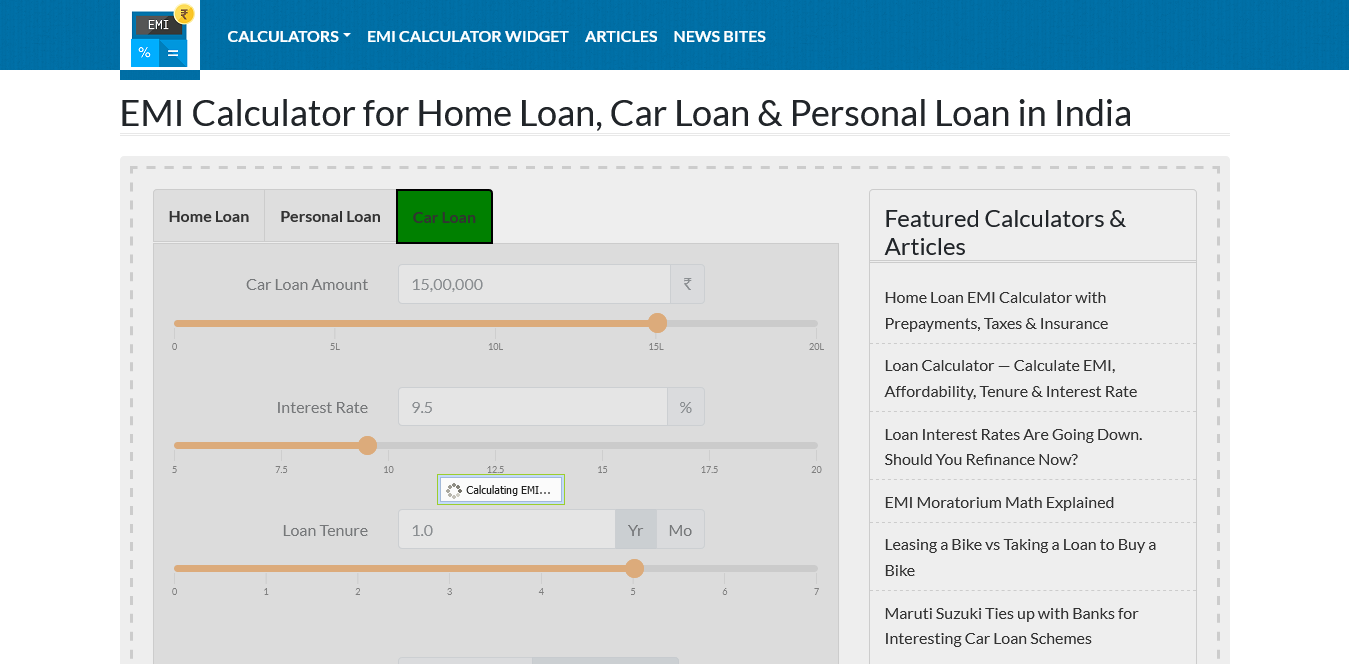 EMI
₹
%
=
CALCULATORS
EMI CALCULATOR WIDGET
ARTICLES
NEWS BITES
EMI Calculator for Home Loan, Car Loan & Personal Loan in India
Home Loan
Personal Loan
Car Loan
Car Loan Amount
15,00,000
₹
0
5L
10L
15L
20L
Interest Rate
9.5
%
5
7.5
10
12.5
15
17.5
20
Calculating EMI...
Loan Tenure
1.0
Yr
Mo
0
1
2
3
4
5
6
7
Featured Calculators &
Articles
Home Loan EMI Calculator with
Prepayments, Taxes & Insurance
Loan Calculator — Calculate EMI,
Affordability, Tenure & Interest Rate
Loan Interest Rates Are Going Down.
Should You Refinance Now?
EMI Moratorium Math Explained
Leasing a Bike vs Taking a Loan to Buy a
Bike
Maruti Suzuki Ties up with Banks for
Interesting Car Loan Schemes